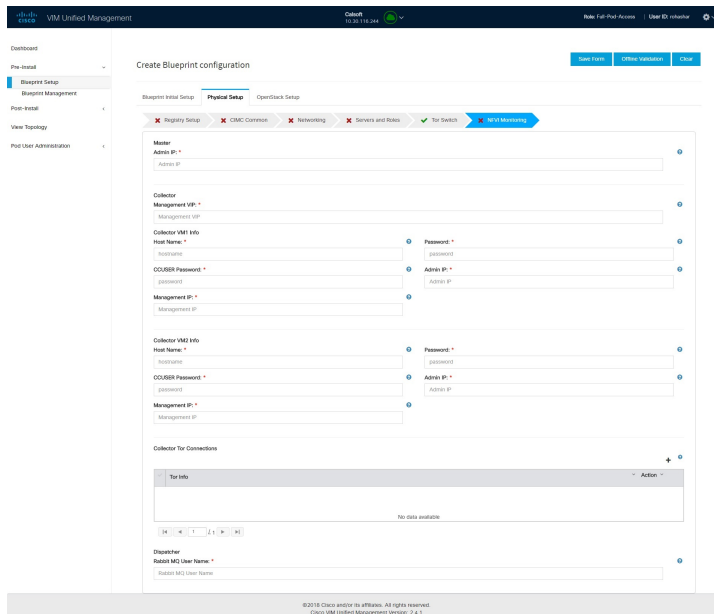 cisco VIM Unified Management
Calsoft
10.30.116.244
Role: Full-Pod-Access | User ID: rohashar
Dashboard
Pre-Install
Blueprint Setup
Blueprint Management
Post-Install
View Topology
Pod User Administration
Create Blueprint configuration
Save Form Offline Validation Clear
Blueprint Initial Setup Physical Setup OpenStack Setup
Registry Setup CIMC Common Networking Servers and Roles Tor Switch NFVI Monitoring
Master
Admin IP: *
Admin IP
Collector
Management VIP: *
Management VIP
Collector VM1 Info
Host Name: * Password: *
hostname password
CCUSER Password: * Admin IP: *
password Admin IP
Management IP: *
Management IP
Collector VM2 Info
Host Name: * Password: *
hostname password
CCUSER Password: * Admin IP: *
password Admin IP
Management IP: *
Management IP
Collector Tor Connections
+
Tor Info Action
No data available
1 / 1
Dispatcher
Rabbit MQ User Name: *
Rabbit MQ User Name
©2018 Cisco and/or its affiliates. All rights reserved.
Cisco VIM Unified Management Version: 2.4.1